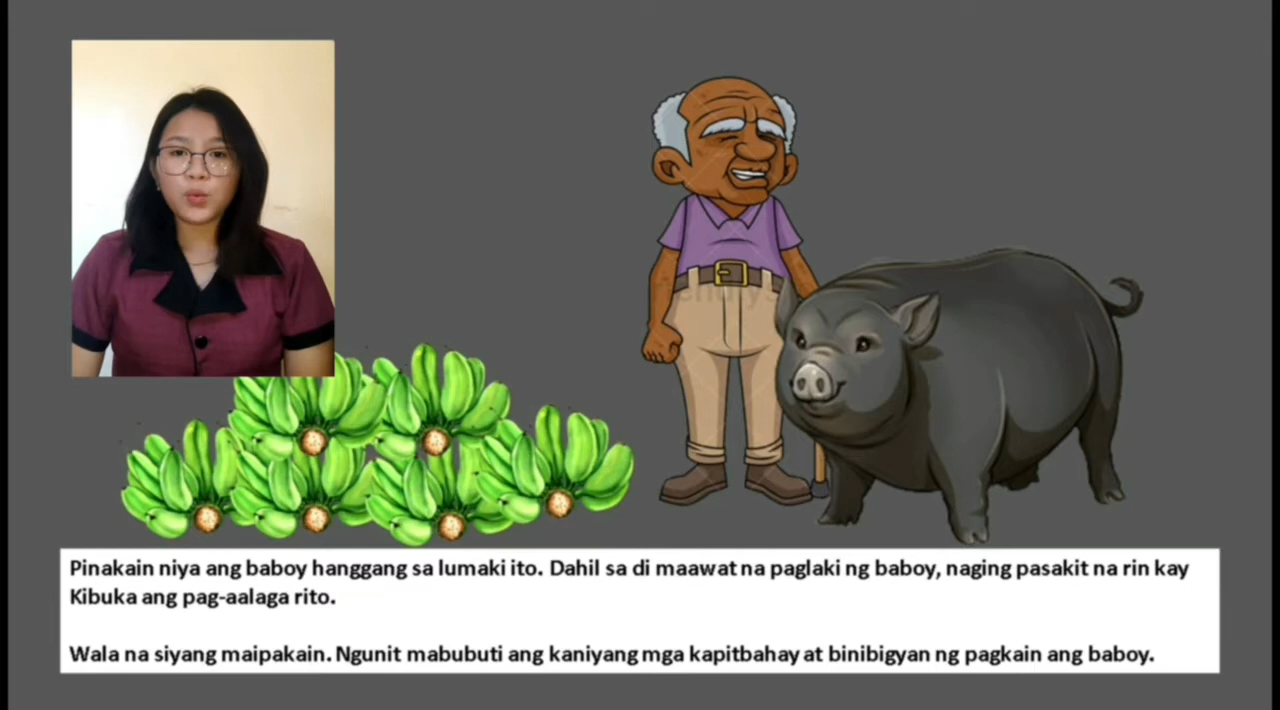 Pinakain niya ang baboy hanggang sa lumaki ito. Dahil sa di maawat na paglaki ng baboy, naging pasakit na rin kay
Kibuka ang pag-aalaga rito.
Wala na siyang maipakain. Ngunit mabubuti ang kaniyang mga kapitbahay at binibigyan ng pagkain ang baboy.